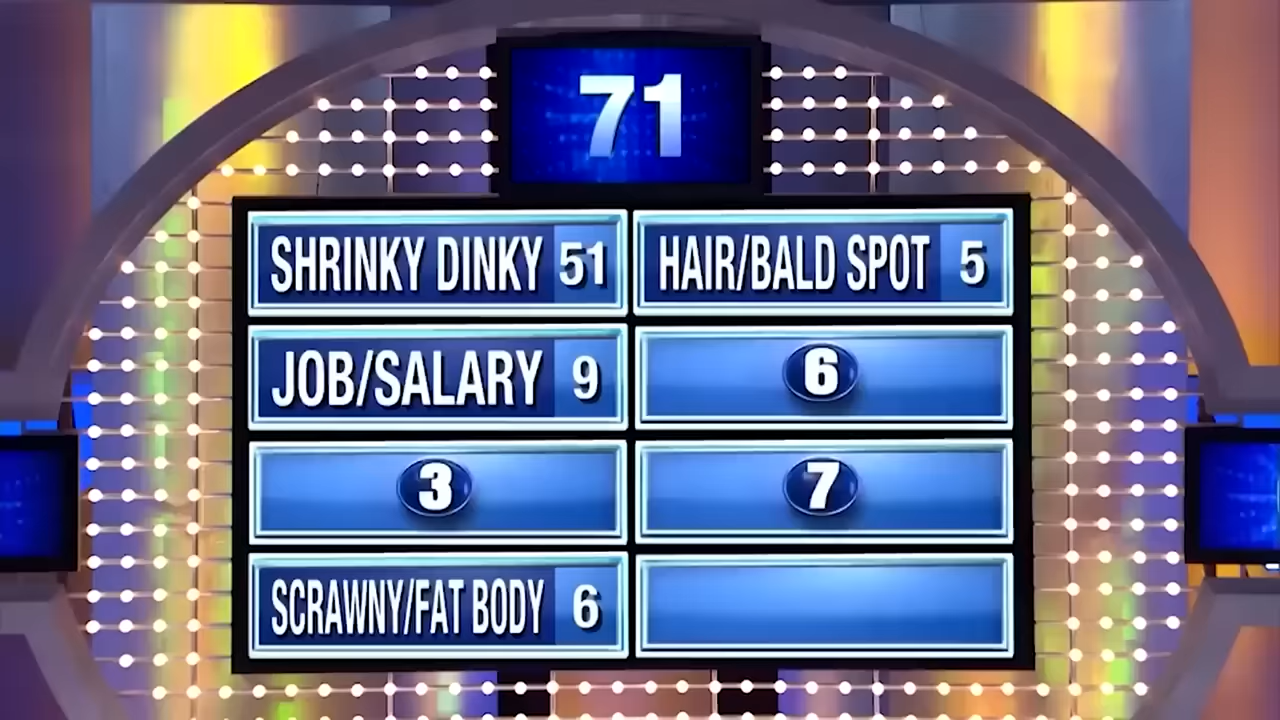 71
SHRINKY DINKY 51
JOB/SALARY 9
3
SCRAWNY/FAT BODY 6
HAIR/BALD SPOT 5
6
7